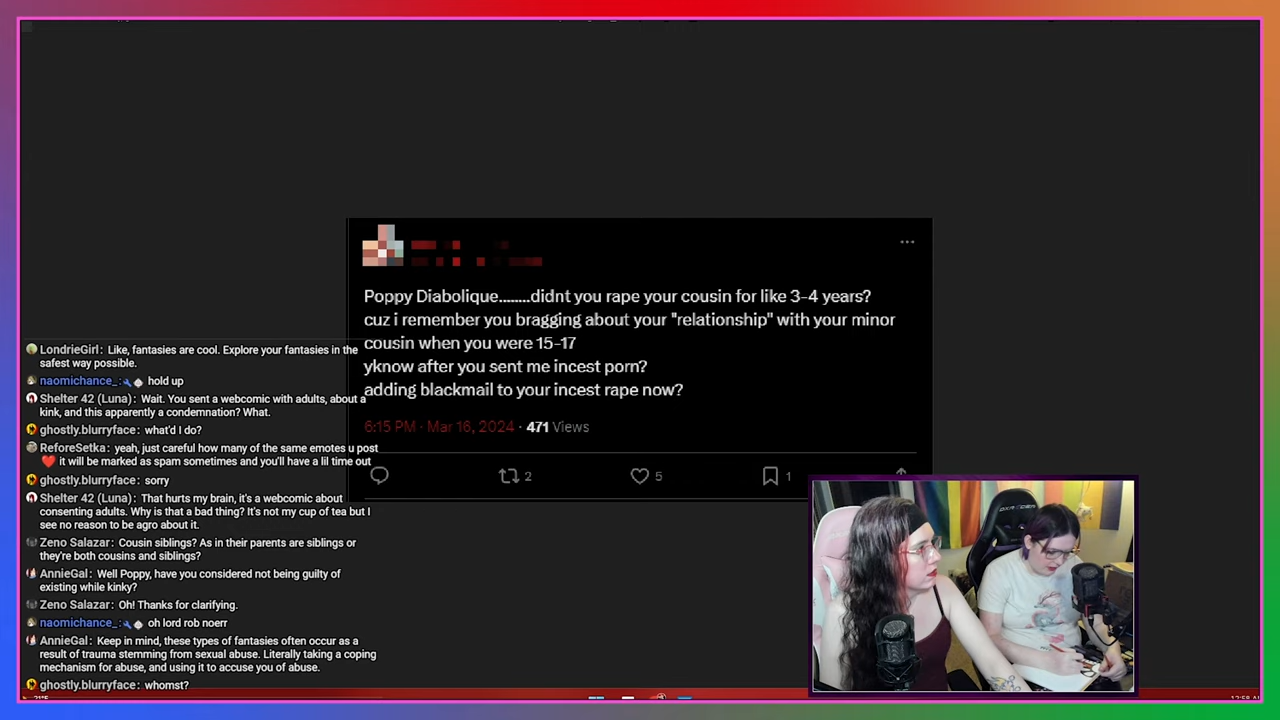 Poppy Diabolique........didnt you rape your cousin for like 3-4 years?
cuz i remember you bragging about your "relationship" with your minor
cousin when you were 15-17
yknow after you sent me incest porn?
adding blackmail to your incest rape now?
6:15 PM · Mar 16, 2024 · 471 Views
2
5
1
LondrieGirl: Like, fantasies are cool. Explore your fantasies in the
safest way possible.
naomichance_: hold up
Shelter 42 (Luna): Wait. You sent a webcomic with adults, about a
kink, and this apparently a condemnation? What.
ghostly.blurryface: what'd I do?
ReforeSetka: yeah, just careful how many of the same emotes u post
❤️ it will be marked as spam sometimes and you'll have a lil time out
ghostly.blurryface: sorry
Shelter 42 (Luna): That hurts my brain, it's a webcomic about
consenting adults. Why is that a bad thing? It's not my cup of tea but I
see no reason to be agro about it.
Zeno Salazar: Cousin siblings? As in their parents are siblings or
they're both cousins and siblings?
AnnieGal: Well Poppy, have you considered not being guilty of
existing while kinky?
Zeno Salazar: Oh! Thanks for clarifying.
naomichance_: oh lord rob noerr
AnnieGal: Keep in mind, these types of fantasies often occur as a
result of trauma stemming from sexual abuse. Literally taking a coping
mechanism for abuse, and using it to accuse you of abuse.
ghostly.blurryface: whomst?